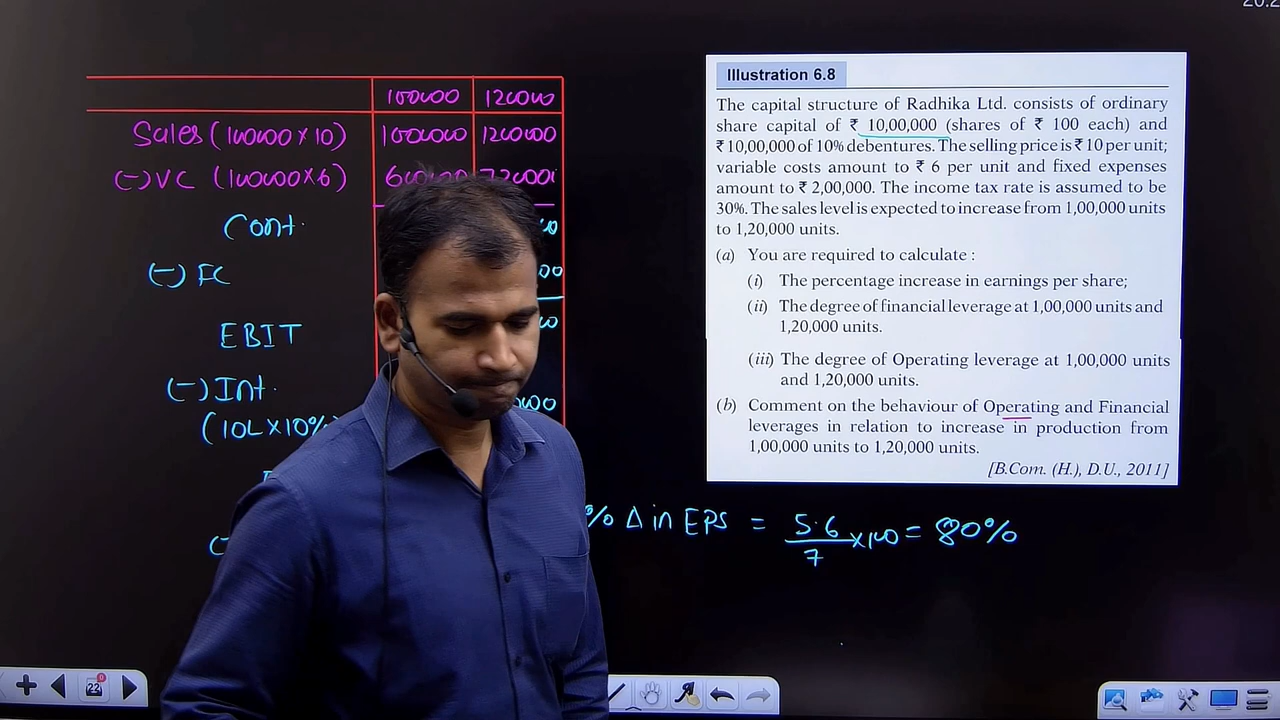 100000 120000
Sales (100000×10) 1000000 1200000
(-) VC (100000×6)
Cont.
(-) FC
EBIT
(-) Int.
(10L×10%
% Δ in EPS = 5.6/7 ×100 = 80%
Illustration 6.8
The capital structure of Radhika Ltd. consists of ordinary
share capital of ₹ 10,00,000 (shares of ₹ 100 each) and
₹ 10,00,000 of 10% debentures. The selling price is ₹ 10 per unit;
variable costs amount to ₹ 6 per unit and fixed expenses
amount to ₹ 2,00,000. The income tax rate is assumed to be
30%. The sales level is expected to increase from 1,00,000 units
to 1,20,000 units.
(a) You are required to calculate :
(i) The percentage increase in earnings per share;
(ii) The degree of financial leverage at 1,00,000 units and
1,20,000 units.
(iii) The degree of Operating leverage at 1,00,000 units
and 1,20,000 units.
(b) Comment on the behaviour of Operating and Financial
leverages in relation to increase in production from
1,00,000 units to 1,20,000 units.
[B.Com. (H.), D.U., 2011]
22